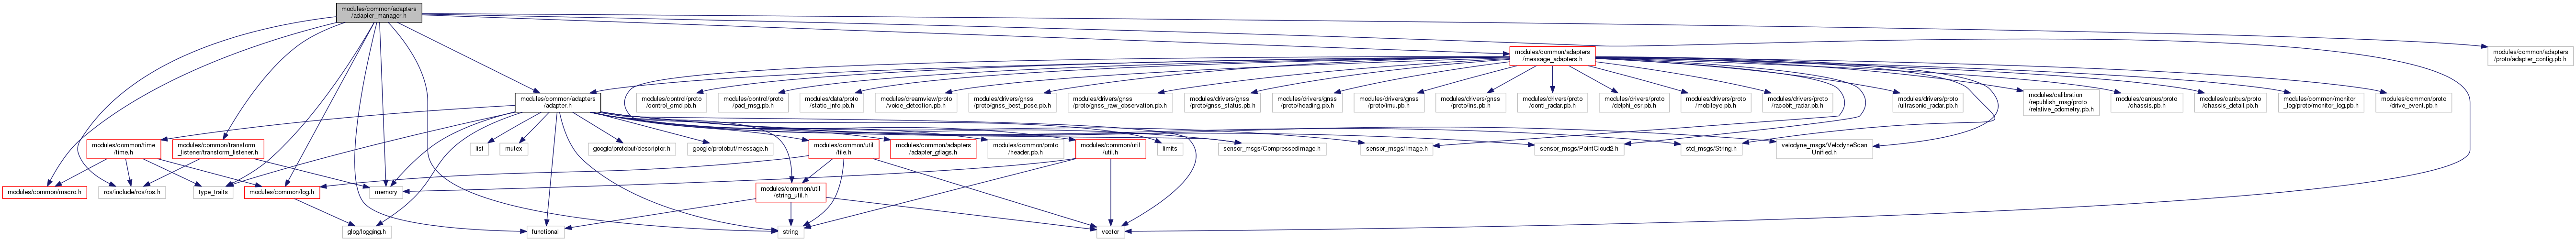 modules/common/adapters
/adapter_manager.h
modules/common/adapters
/message_adapters.h
modules/common/adapters
/proto/adapter_config.pb.h
modules/common/adapters
/adapter.h
modules/control/proto
/control_cmd.pb.h
modules/control/proto
/pad_msg.pb.h
modules/data/proto
/static_info.pb.h
modules/dreamview/proto
/voice_detection.pb.h
modules/drivers/gnss
/proto/gnss_best_pose.pb.h
modules/drivers/gnss
/proto/gnss_raw_observation.pb.h
modules/drivers/gnss
/proto/gnss_status.pb.h
modules/drivers/gnss
/proto/heading.pb.h
modules/drivers/gnss
/proto/imu.pb.h
modules/drivers/gnss
/proto/ins.pb.h
modules/drivers/proto
/conti_radar.pb.h
modules/drivers/proto
/delphi_esr.pb.h
modules/drivers/proto
/mobileye.pb.h
modules/drivers/proto
/racobit_radar.pb.h
modules/drivers/proto
/ultrasonic_radar.pb.h
modules/calibration
/republish_msg/proto
/relative_odometry.pb.h
modules/canbus/proto
/chassis.pb.h
modules/canbus/proto
/chassis_detail.pb.h
modules/common/monitor
_log/proto/monitor_log.pb.h
modules/common/proto
/drive_event.pb.h
modules/common/time
/time.h
modules/common/transform
_listener/transform_listener.h
list
mutex
google/protobuf/descriptor.h
google/protobuf/message.h
modules/common/util
/file.h
modules/common/adapters
/adapter_gflags.h
modules/common/proto
/header.pb.h
modules/common/util
/util.h
limits
sensor_msgs/CompressedImage.h
sensor_msgs/Image.h
sensor_msgs/PointCloud2.h
std_msgs/String.h
velodyne_msgs/VelodyneScan
Unified.h
modules/common/macro.h
ros/include/ros/ros.h
type_traits
modules/common/log.h
memory
modules/common/util
/string_util.h
glog/logging.h
functional
string
vector